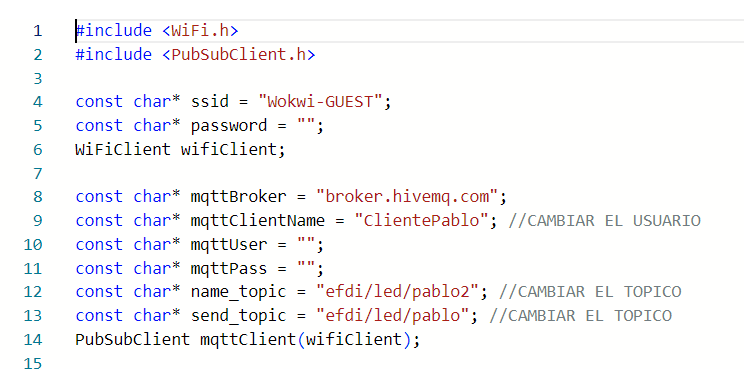 1 #include <WiFi.h>
2 #include <PubSubClient.h>
3
4 const char* ssid = "Wokwi-GUEST";
5 const char* password = "";
6 WiFiClient wifiClient;
7
8 const char* mqttBroker = "broker.hivemq.com";
9 const char* mqttClientName = "ClientePablo"; //CAMBIAR EL USUARIO
10 const char* mqttUser = "";
11 const char* mqttPass = "";
12 const char* name_topic = "efdi/led/pablo2"; //CAMBIAR EL TOPICO
13 const char* send_topic = "efdi/led/pablo"; //CAMBIAR EL TOPICO
14 PubSubClient mqttClient(wifiClient);
15